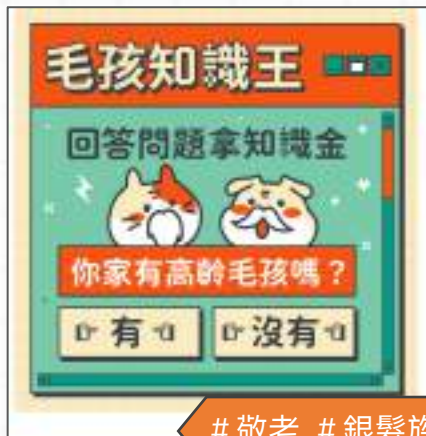 毛孩知識王
回答問題拿知識金
你家有高齡毛孩嗎？
有
沒有
#敬老 #銀髮